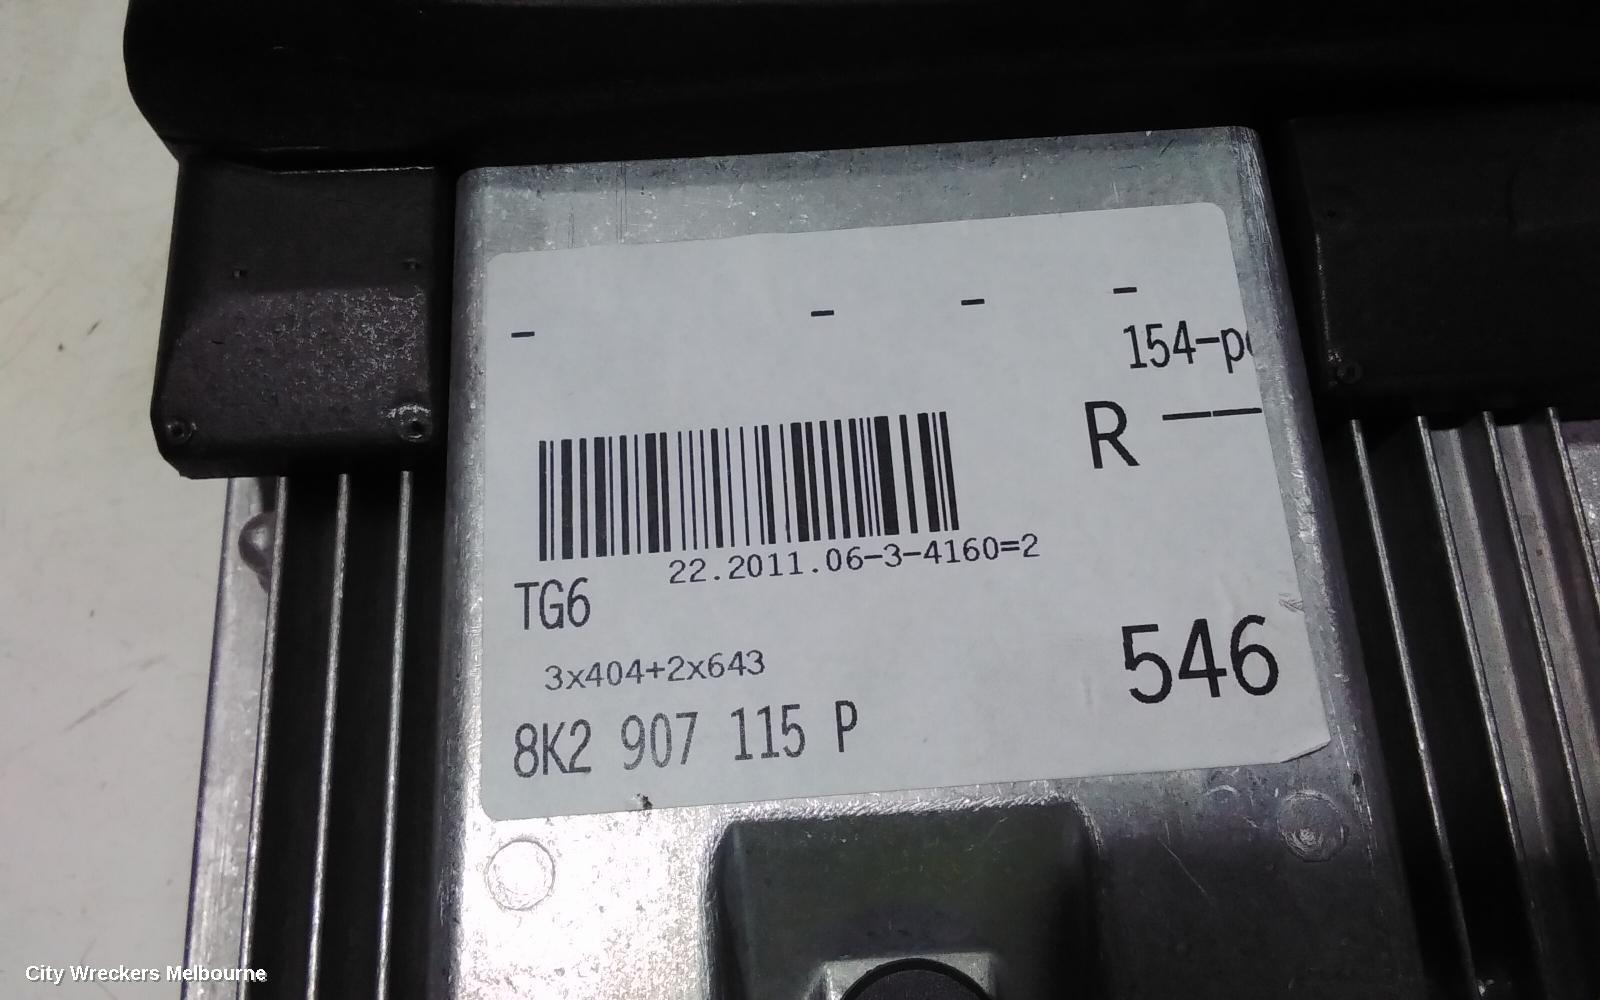 154-p
R ——
22.2011.06-3-4160=2
TG6
3x404+2x643
546
8K2 907 115 P
City Wreckers Melbourne